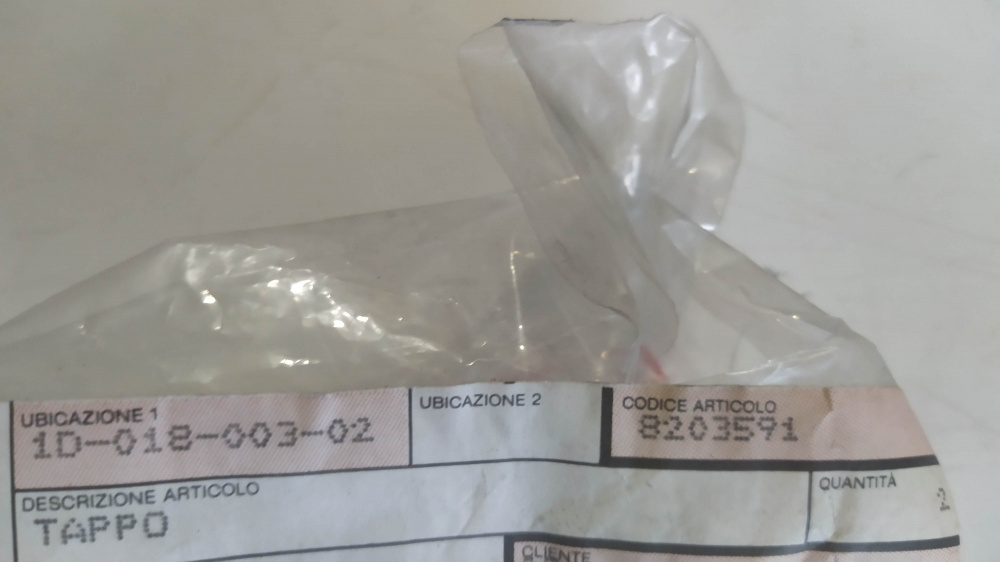 UBICAZIONE 1
1D-018-003-02
UBICAZIONE 2
CODICE ARTICOLO
8203591
DESCRIZIONE ARTICOLO
TAPPO
QUANTITÀ
2
CLIENTE